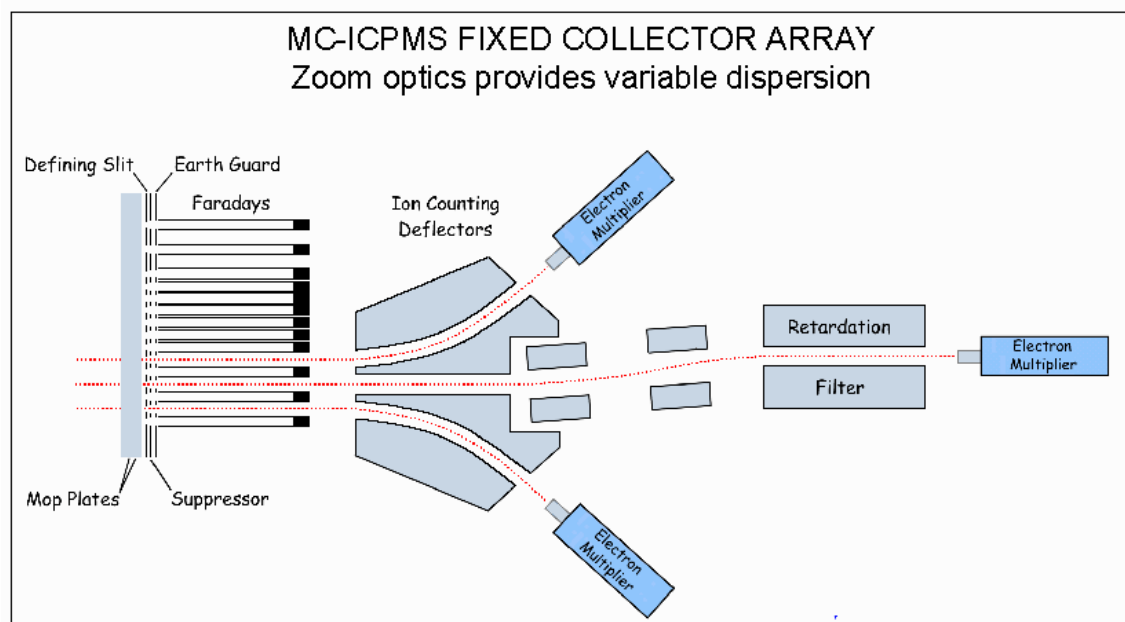 MC-ICPMS FIXED COLLECTOR ARRAY
Zoom optics provides variable dispersion
Defining Slit
Earth Guard
Faradays
Ion Counting
Deflectors
Electron
Multiplier
Retardation
Filter
Electron
Multiplier
Mop Plates
Suppressor
Electron
Multiplier